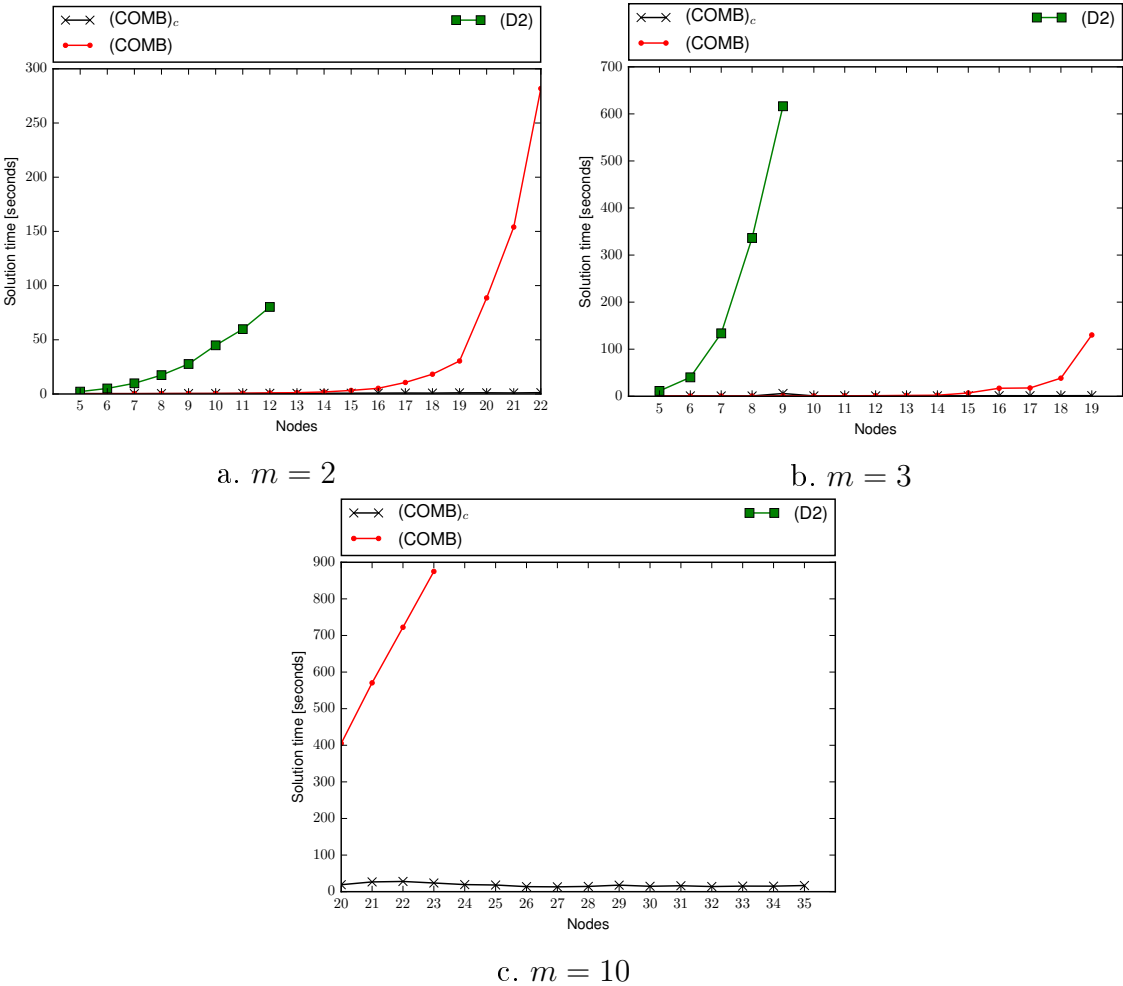 (COMB)c (D2)
(COMB)
300
250
200
150
100
50
0
Solution time [seconds]
5 6 7 8 9 10 11 12 13 14 15 16 17 18 19 20 21 22
Nodes
a. m = 2
(COMB)c (D2)
(COMB)
700
600
500
400
300
200
100
0
Solution time [seconds]
5 6 7 8 9 10 11 12 13 14 15 16 17 18 19
Nodes
b. m = 3
(COMB)c (D2)
(COMB)
900
800
700
600
500
400
300
200
100
0
Solution time [seconds]
20 21 22 23 24 25 26 27 28 29 30 31 32 33 34 35
Nodes
c. m = 10